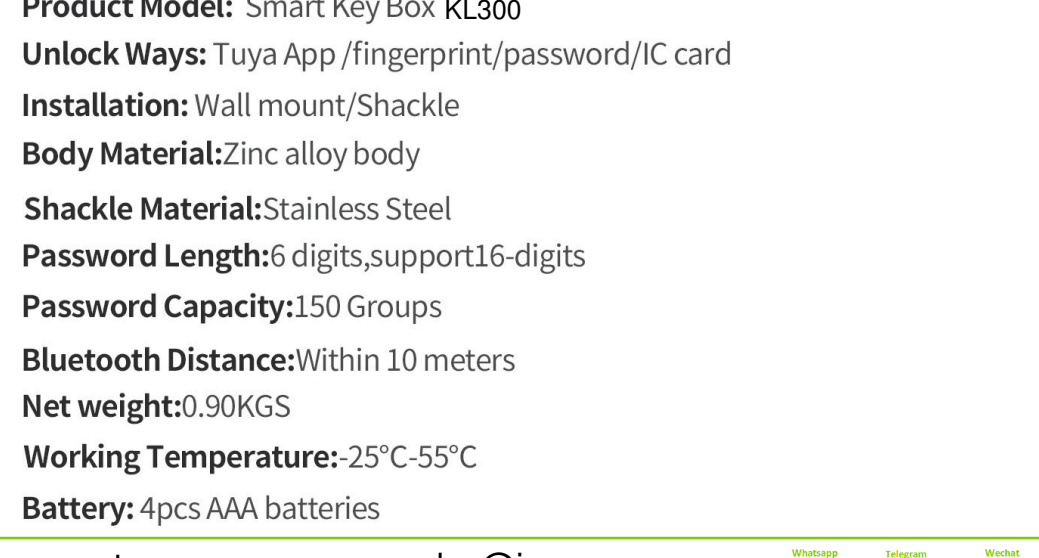 Product Model: Smart Key Box KL300
Unlock Ways: Tuya App /fingerprint/password/IC card
Installation: Wall mount/Shackle
Body Material:Zinc alloy body
Shackle Material:Stainless Steel
Password Length:6 digits,support16-digits
Password Capacity:150 Groups
Bluetooth Distance:Within 10 meters
Net weight:0.90KGS
Working Temperature:-25°C-55°C
Battery: 4pcs AAA batteries
Whatsapp Telegram Wechat